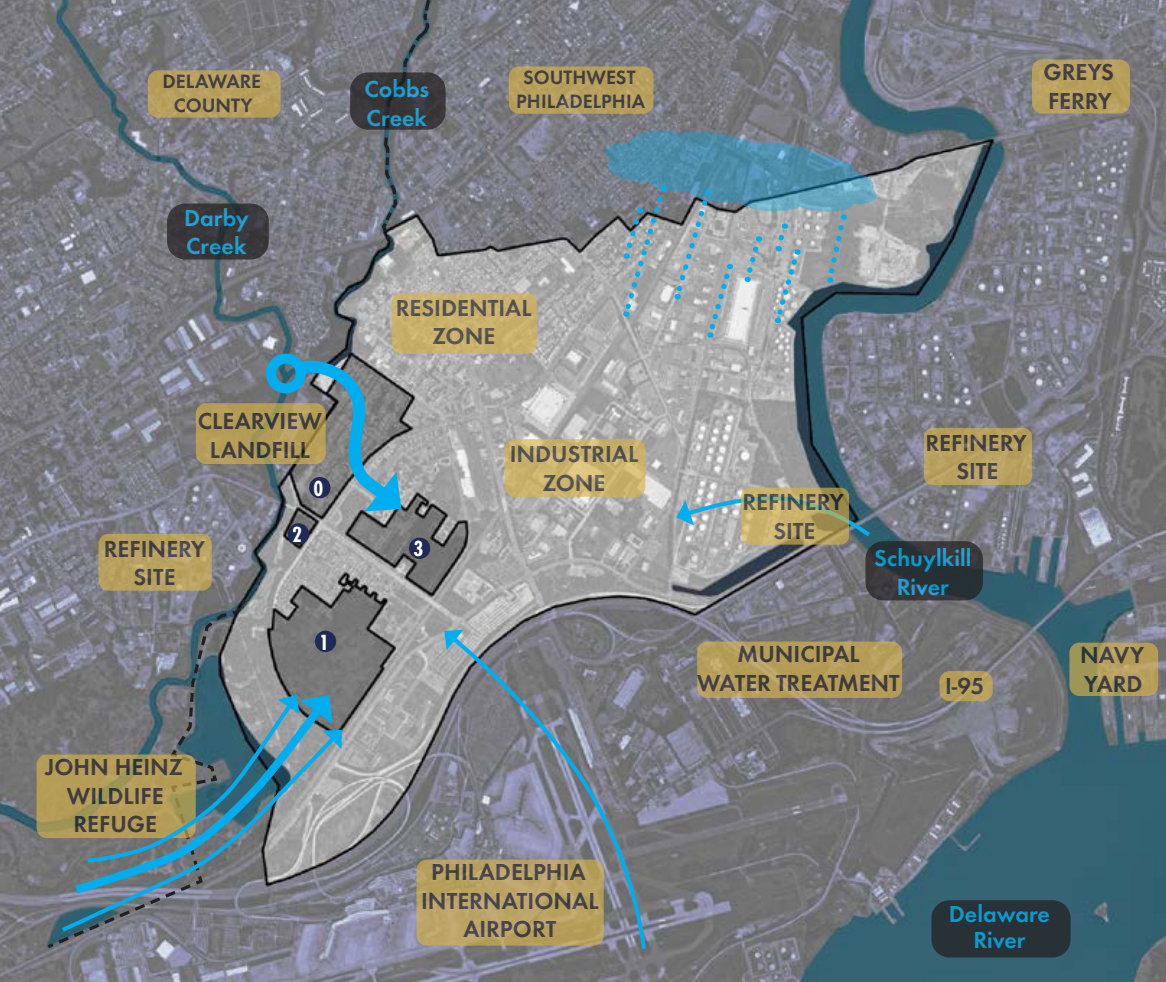 DELAWARE
COUNTY
Cobbs
Creek
SOUTHWEST
PHILADELPHIA
GREYS
FERRY
Darby
Creek
RESIDENTIAL
ZONE
CLEARVIEW
LANDFILL
INDUSTRIAL
ZONE
REFINERY
SITE
0
2
3
REFINERY
SITE
REFINERY
SITE
Schuylkill
River
1
MUNICIPAL
WATER TREATMENT
I-95
NAVY
YARD
JOHN HEINZ
WILDLIFE
REFUGE
PHILADELPHIA
INTERNATIONAL
AIRPORT
Delaware
River